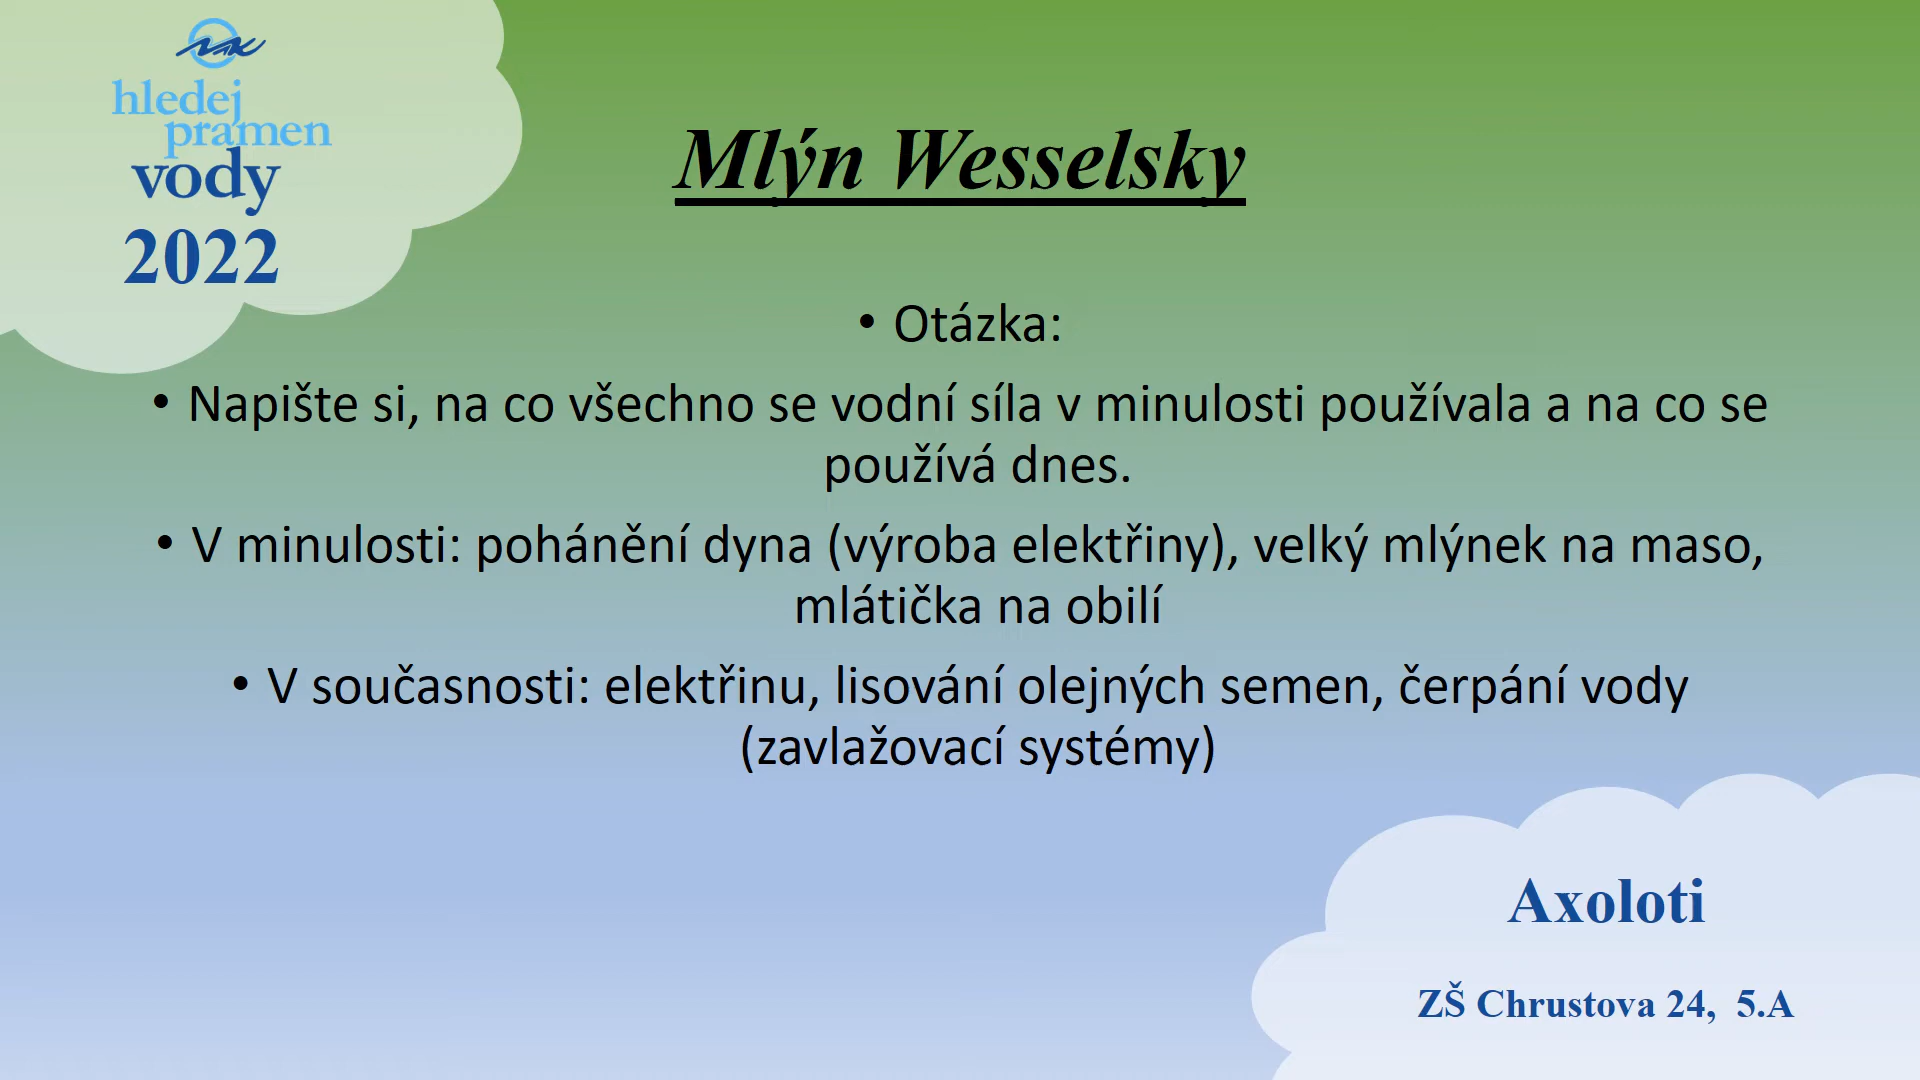 hledej
pramen
vody
2022
Mlýn Wesselsky
• Otázka:
• Napište si, na co všechno se vodní síla v minulosti používala a na co se
používá dnes.
• V minulosti: pohánění dyna (výroba elektřiny), velký mlýnek na maso,
mlátička na obilí
• V současnosti: elektřinu, lisování olejných semen, čerpání vody
(zavlažovací systémy)
Axoloti
ZŠ Chrustova 24, 5.A